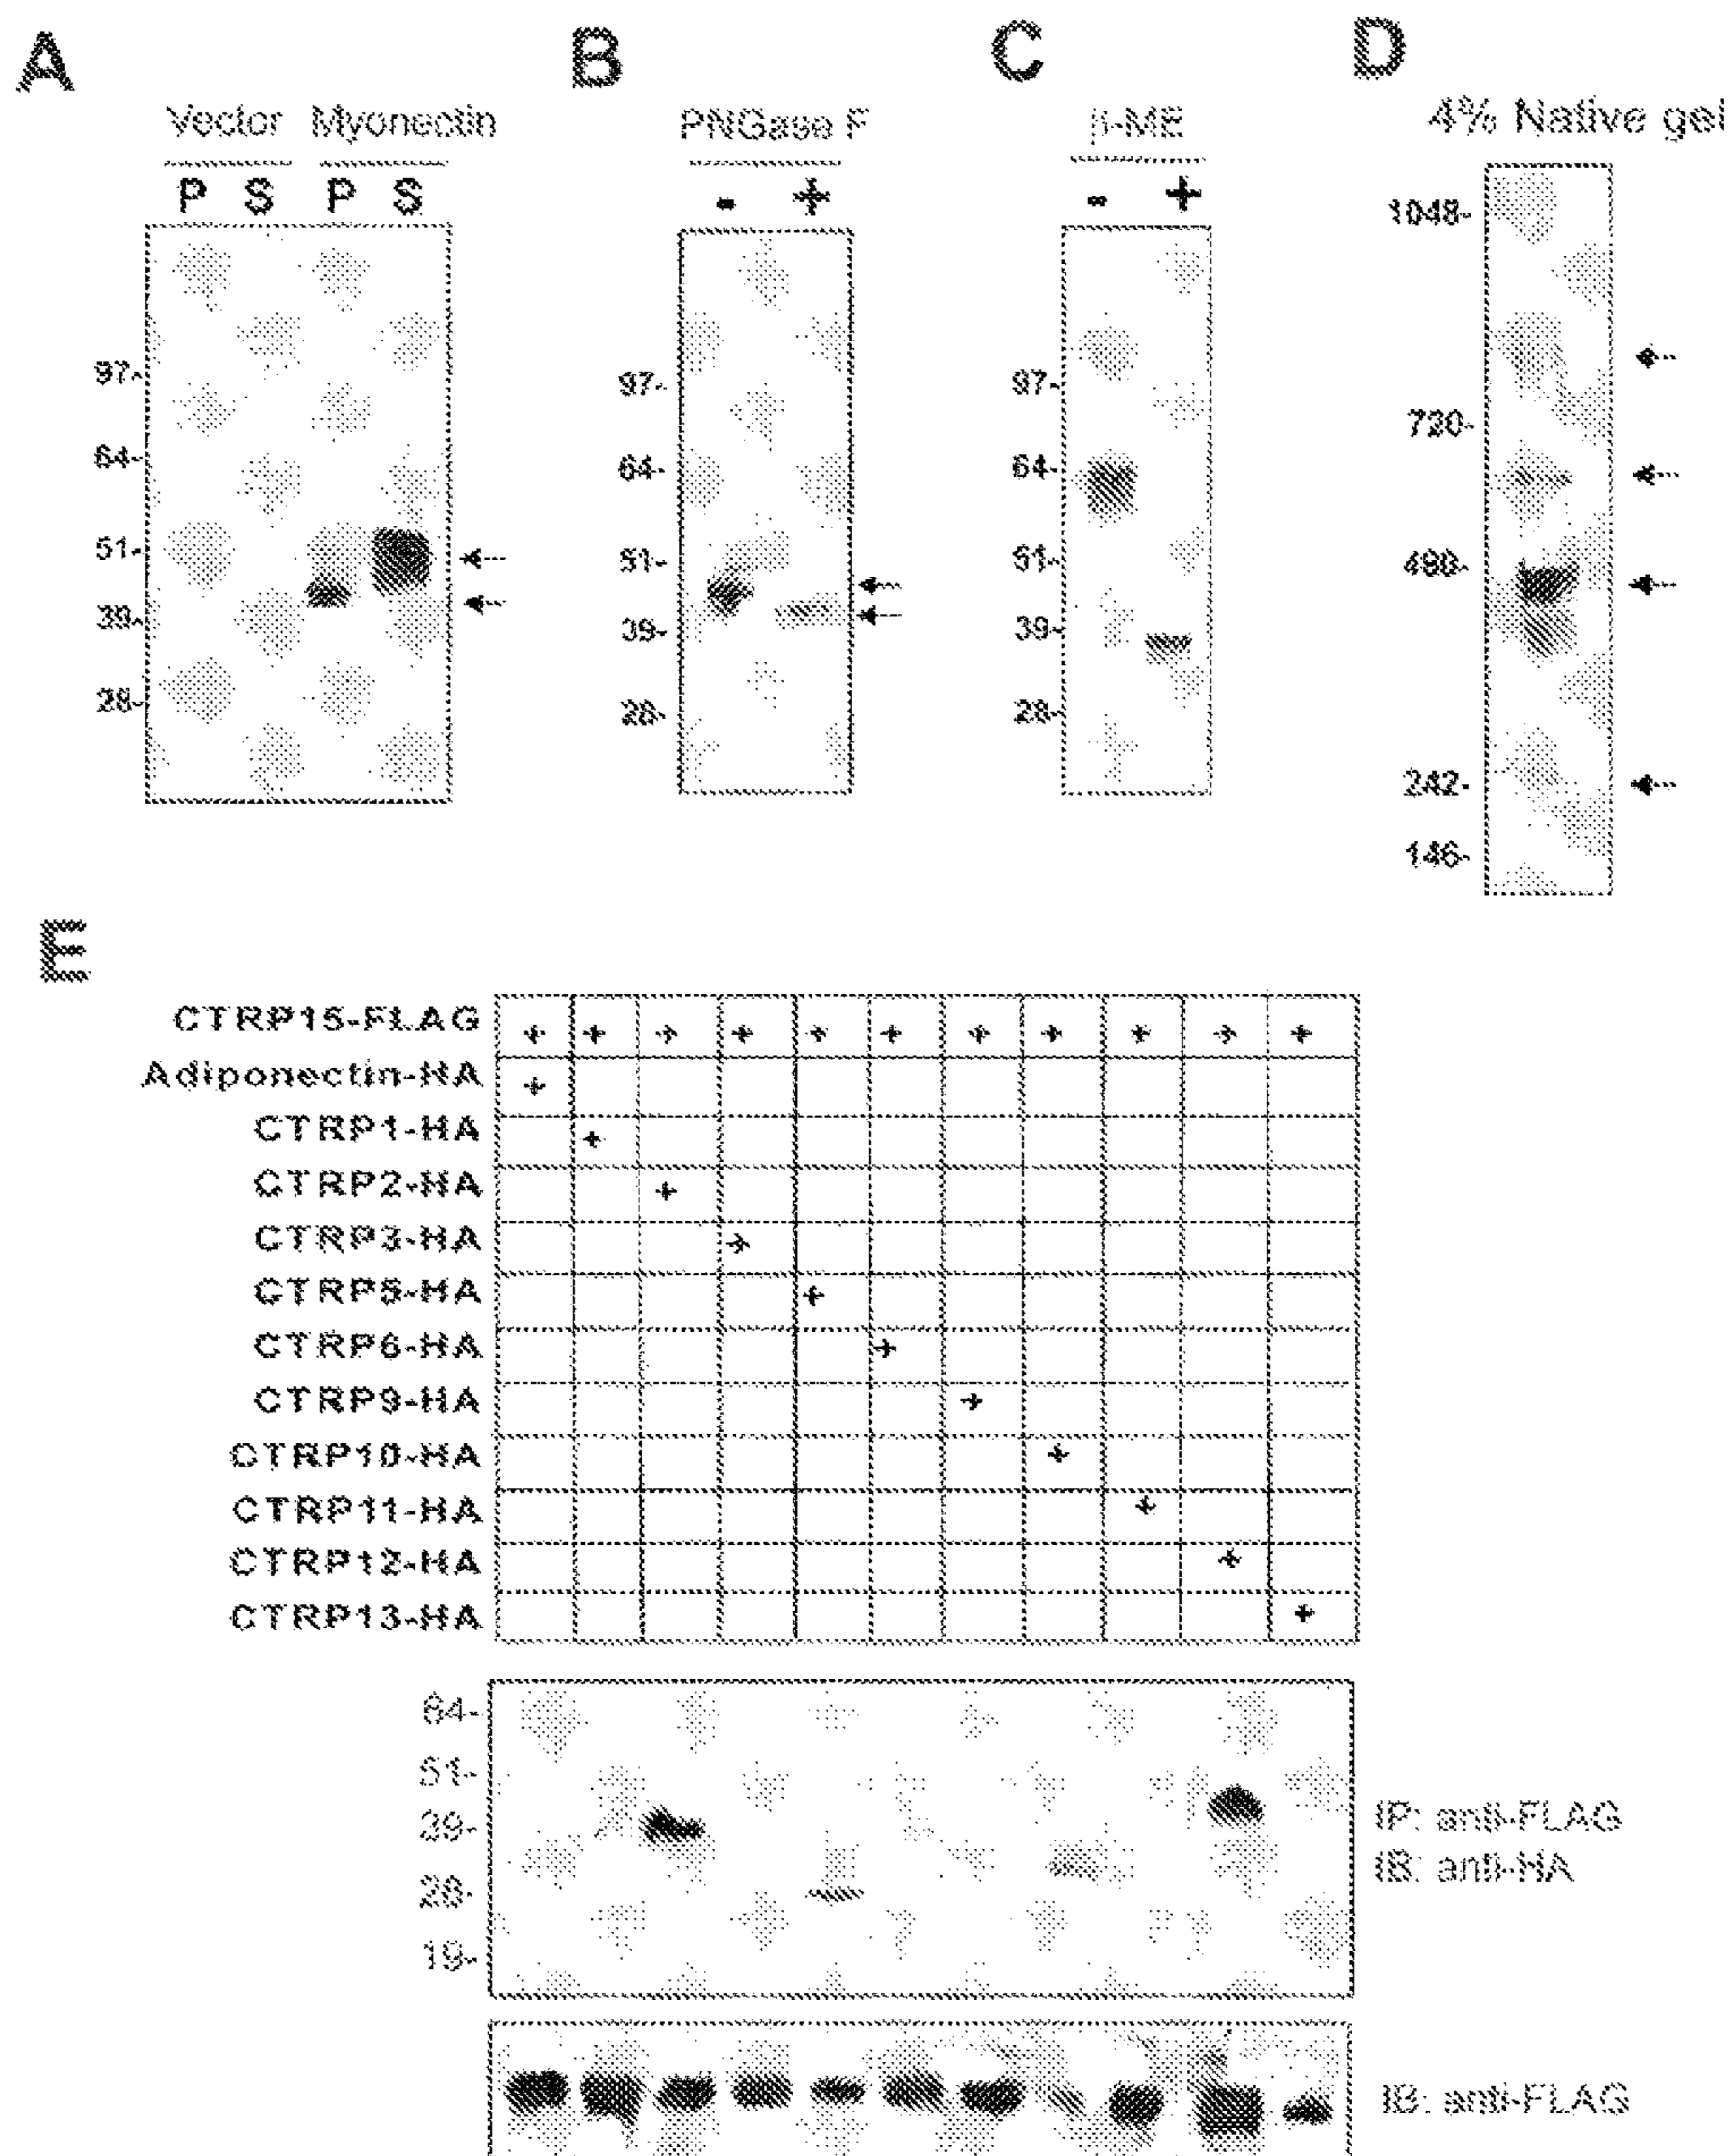 A
B
C
D
Vector Myonectin
P S P S
97-
64-
51-
39-
28-
PNGase F
- +
97-
64-
51-
39-
28-
β-ME
- +
97-
64-
51-
39-
28-
4% Native gel
1048-
720-
480-
242-
146-
E
CTRP15-FLAG + + + + + + + + + + +
Adiponectin-HA +
CTRP1-HA +
CTRP2-HA +
CTRP3-HA +
CTRP5-HA +
CTRP6-HA +
CTRP9-HA +
CTRP10-HA +
CTRP11-HA +
CTRP12-HA +
CTRP13-HA +
64-
51-
39-
28-
19-
IP: anti-FLAG
IB: anti-HA
IB: anti-FLAG